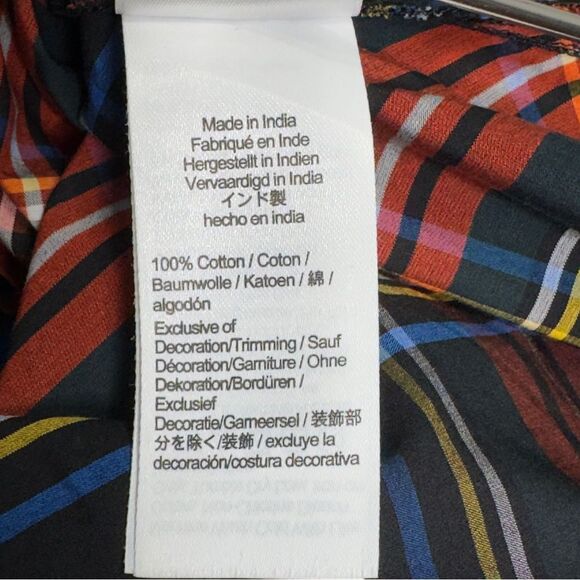 Made in India
Fabriqué en Inde
Hergestellt in Indien
Vervaardigd in India
インド製
hecho en india
100% Cotton / Coton /
Baumwolle / Katoen / 綿 /
algodón
Exclusive of
Decoration/Trimming / Sauf
Décoration/Garniture / Ohne
Dekoration/Bordüren /
Exclusief
Decoratie/Garneersel / 装飾部
分を除く/装飾 / excluye la
decoración/costura decorativa